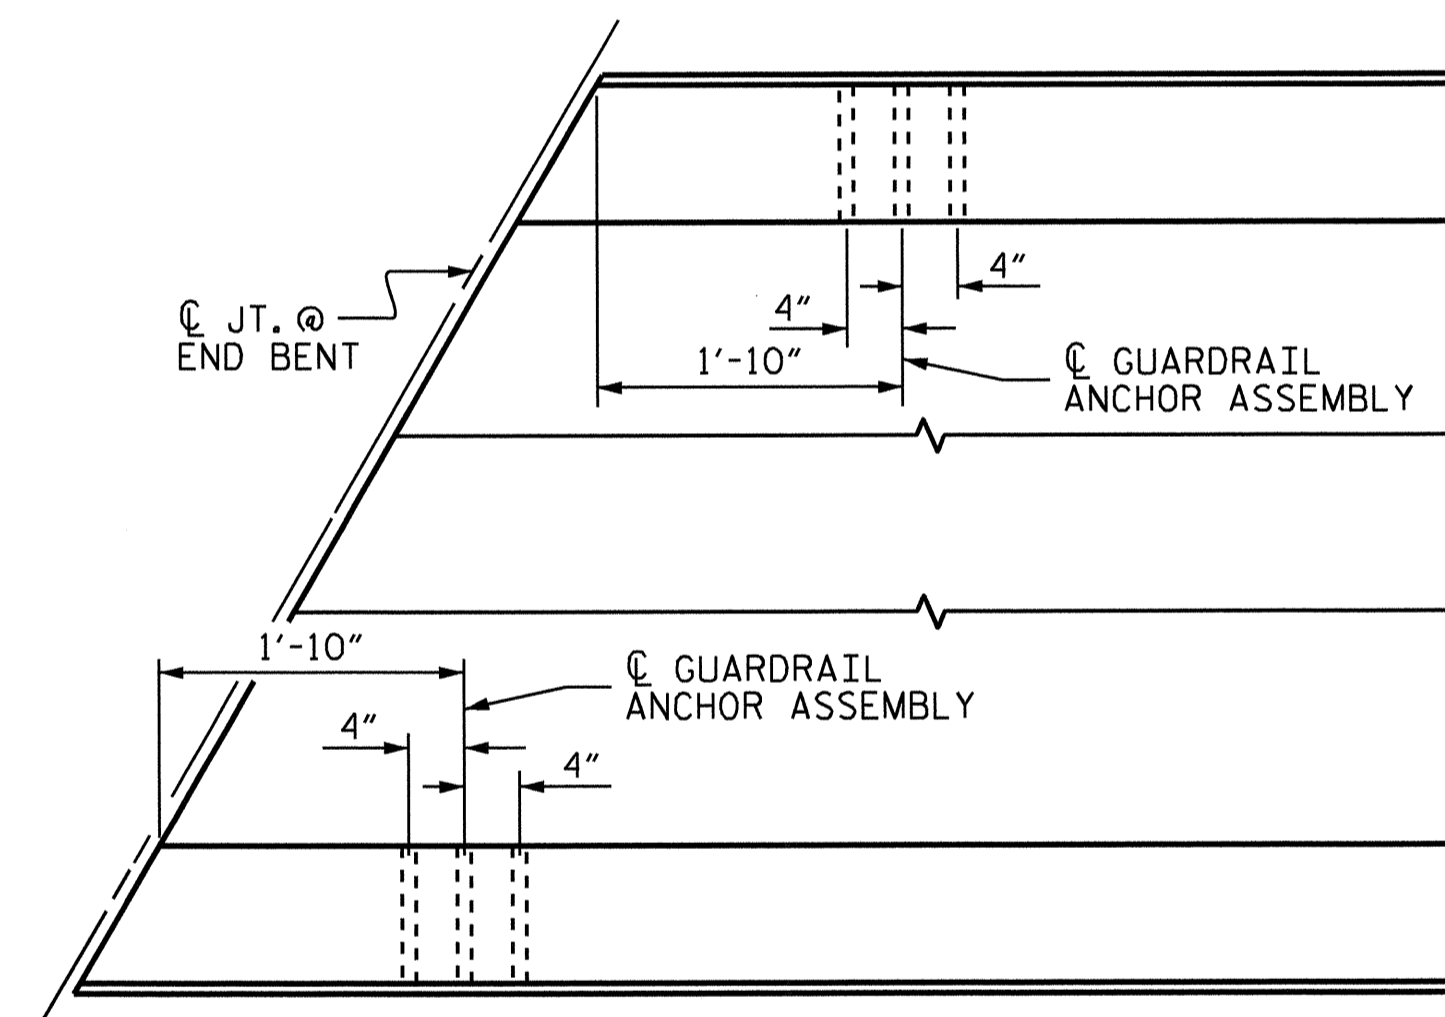 ℄ JT. @
END BENT
4"
4"
1'-10"
℄ GUARDRAIL
ANCHOR ASSEMBLY
1'-10"
℄ GUARDRAIL
ANCHOR ASSEMBLY
4"
4"